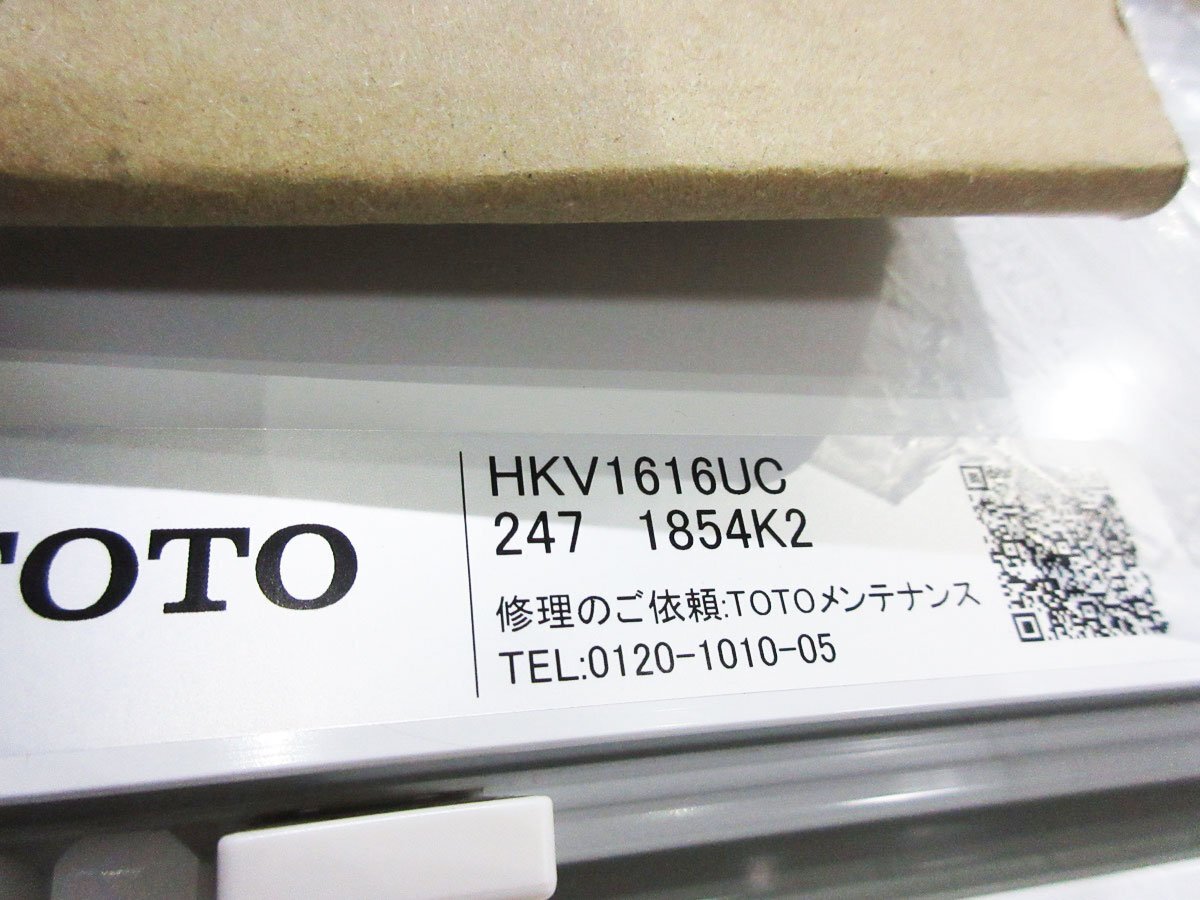 TOTO
HKV1616UC
247 1854K2
修理のご依頼:TOTOメンテナンス
TEL:0120-1010-05